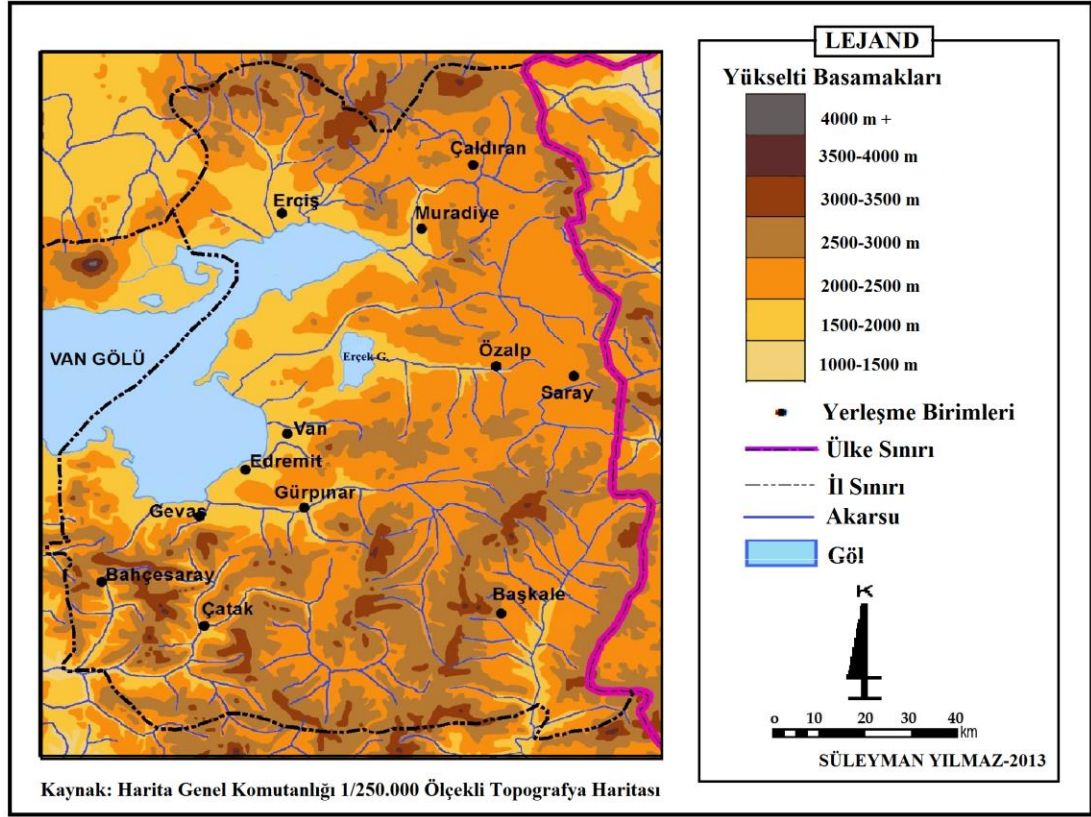 Çaldıran
Erciş
Muradiye
VAN GÖLÜ
Erçek G.
Özalp
Saray
Van
Edremit
Gürpınar
Gevaş
Bahçesaray
Çatak
Başkale
Kaynak: Harita Genel Komutanlığı 1/250.000 Ölçekli Topografya Haritası
LEJAND
Yükselti Basamakları
4000 m +
3500-4000 m
3000-3500 m
2500-3000 m
2000-2500 m
1500-2000 m
1000-1500 m
Yerleşme Birimleri
Ülke Sınırı
İl Sınırı
Akarsu
Göl
K
0 10 20 30 40
km
SÜLEYMAN YILMAZ-2013